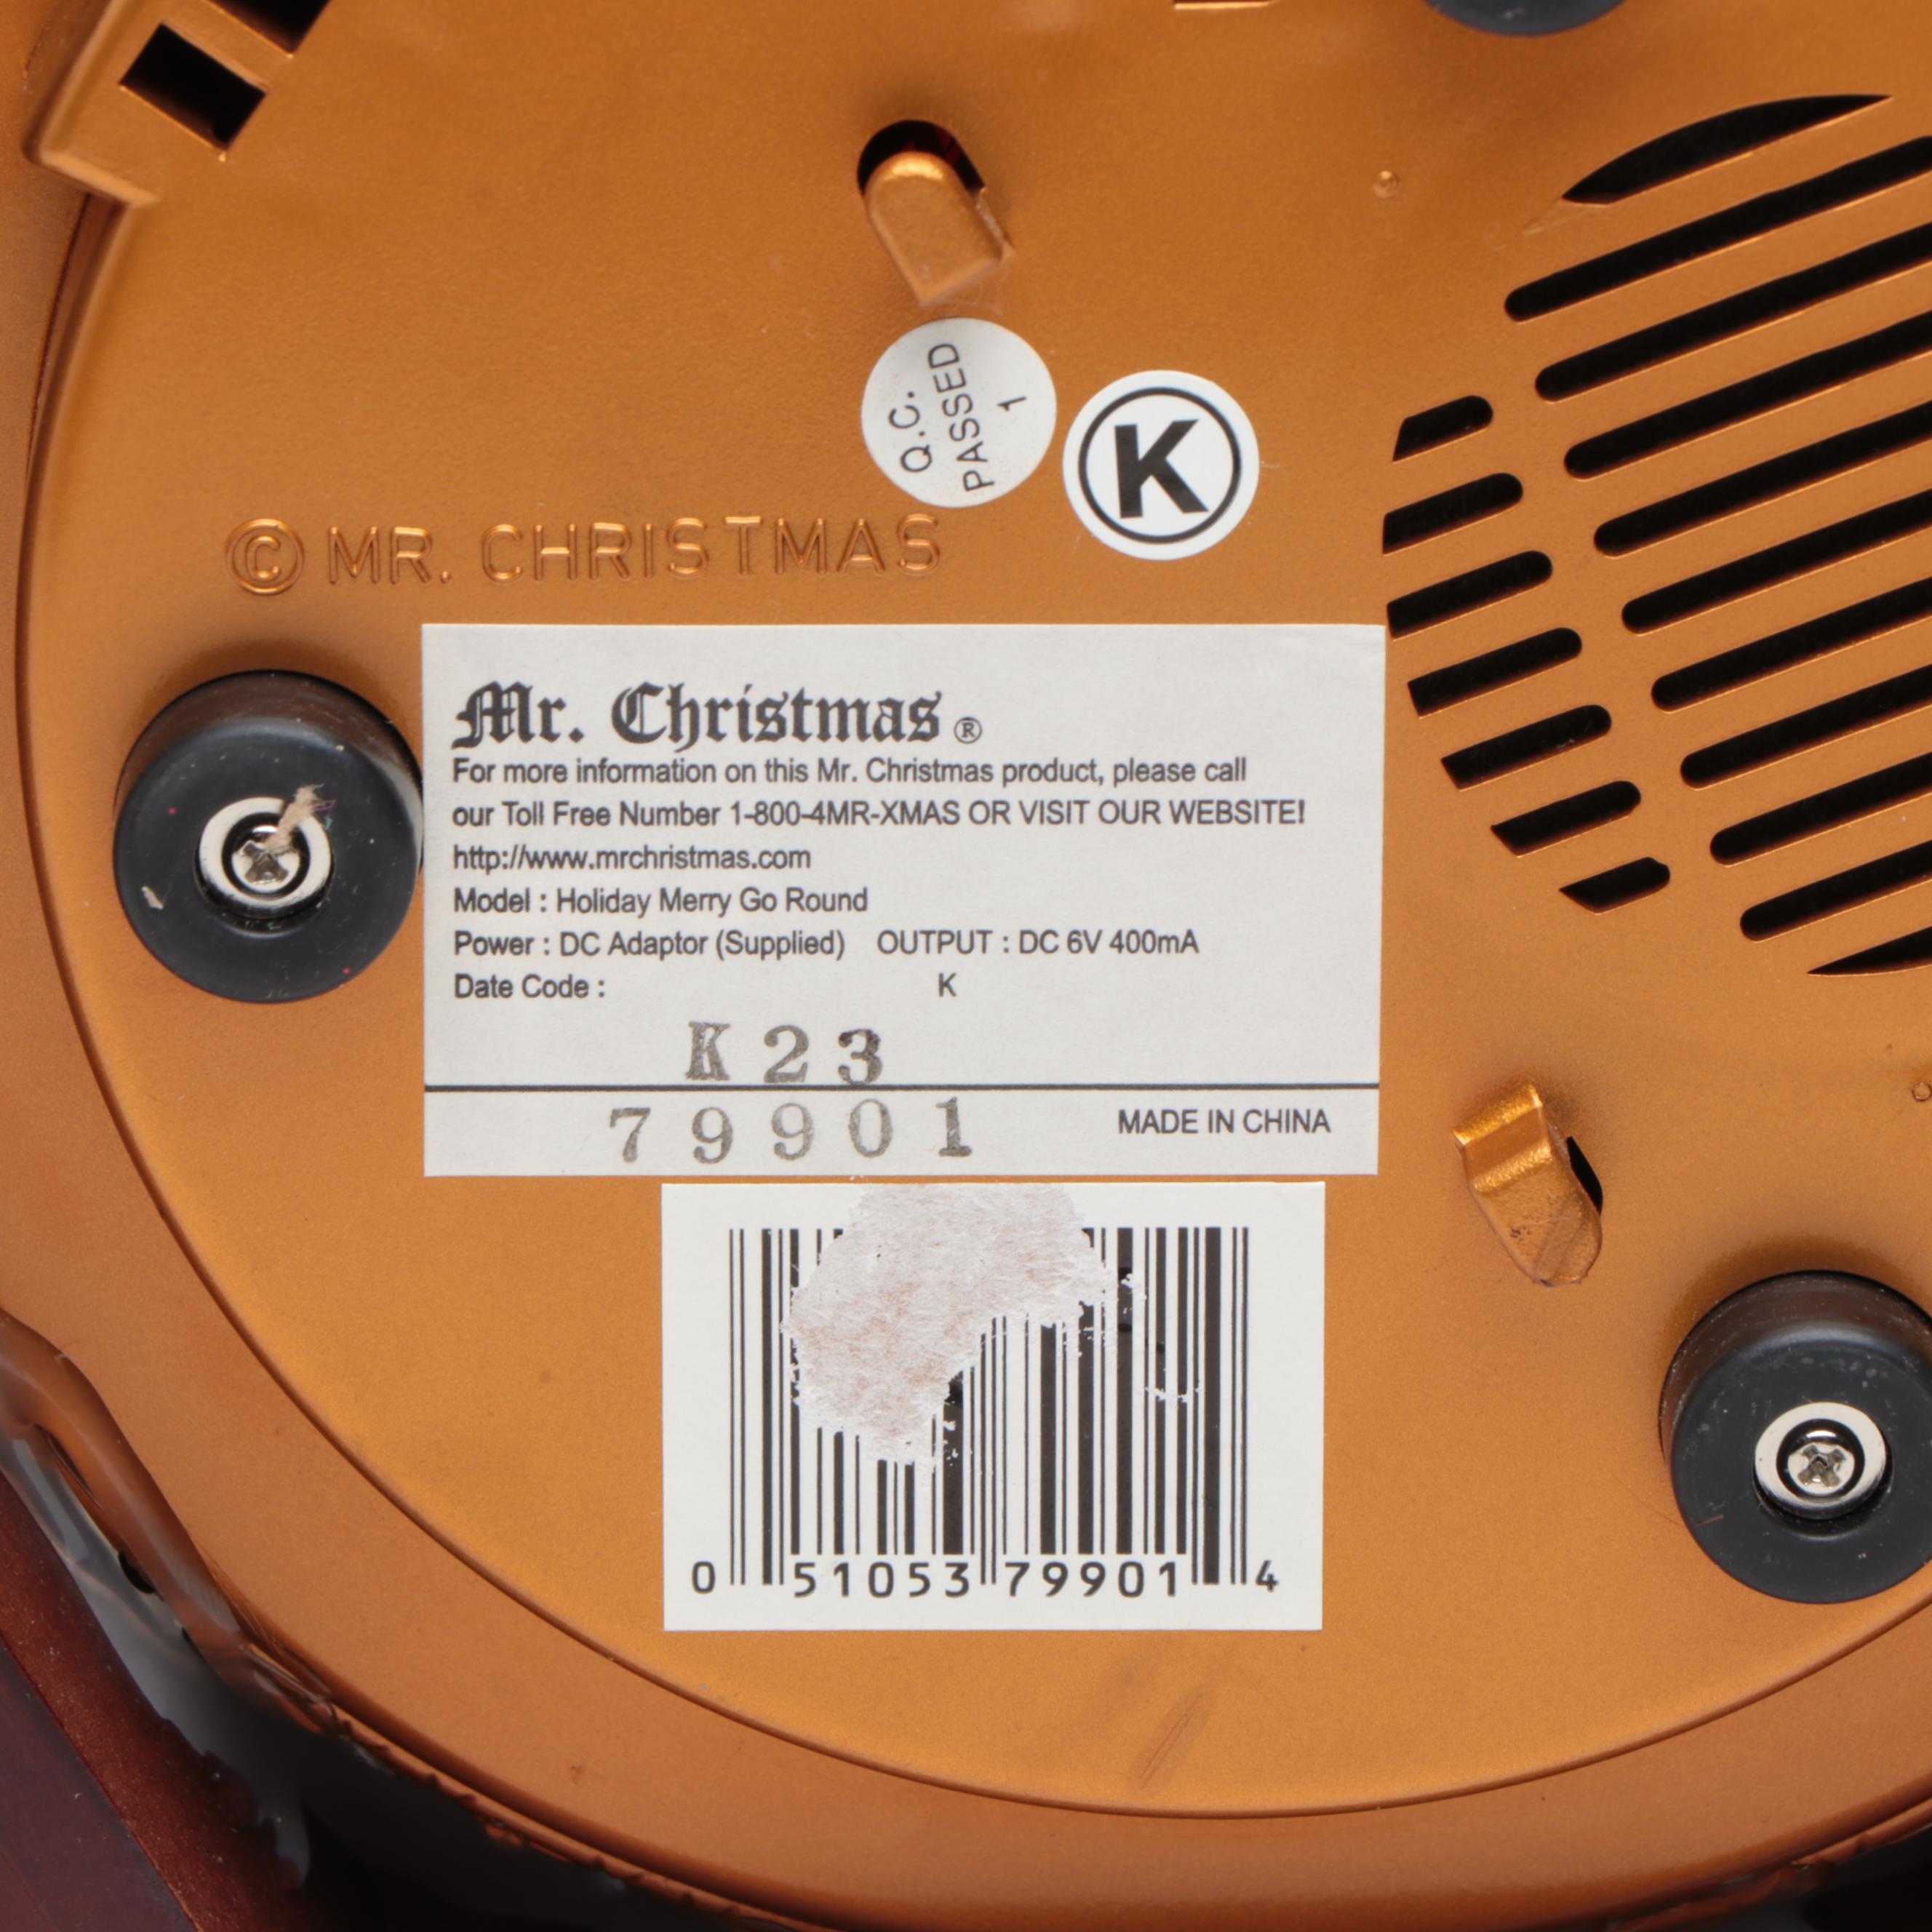 Q.C.
PASSED
1
K
© MR. CHRISTMAS
Mr. Christmas ®
For more information on this Mr. Christmas product, please call
our Toll Free Number 1-800-4MR-XMAS OR VISIT OUR WEBSITE!
http://www.mrchristmas.com
Model : Holiday Merry Go Round
Power : DC Adaptor (Supplied) OUTPUT : DC 6V 400mA
Date Code : K
K23
79901 MADE IN CHINA
0 51053 79901 4